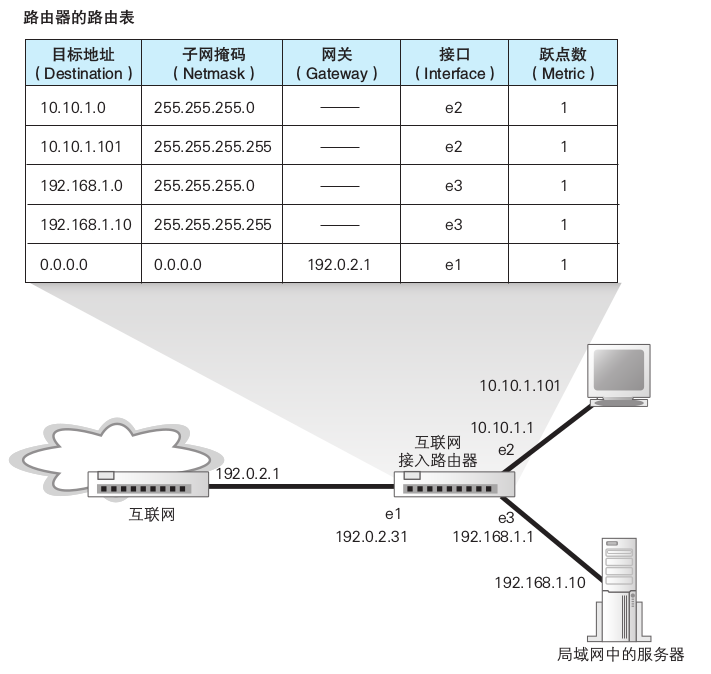 路由器的路由表
目标地址 子网掩码 网关 接口 跃点数
（Destination） （Netmask） （Gateway） （Interface） （Metric）
10.10.1.0 255.255.255.0 —— e2 1
10.10.1.101 255.255.255.255 —— e2 1
192.168.1.0 255.255.255.0 —— e3 1
192.168.1.10 255.255.255.255 —— e3 1
0.0.0.0 0.0.0.0 192.0.2.1 e1 1
10.10.1.101
10.10.1.1
e2
互联网
接入路由器
192.0.2.1
互联网
e1
192.0.2.31
e3
192.168.1.1
192.168.1.10
局域网中的服务器